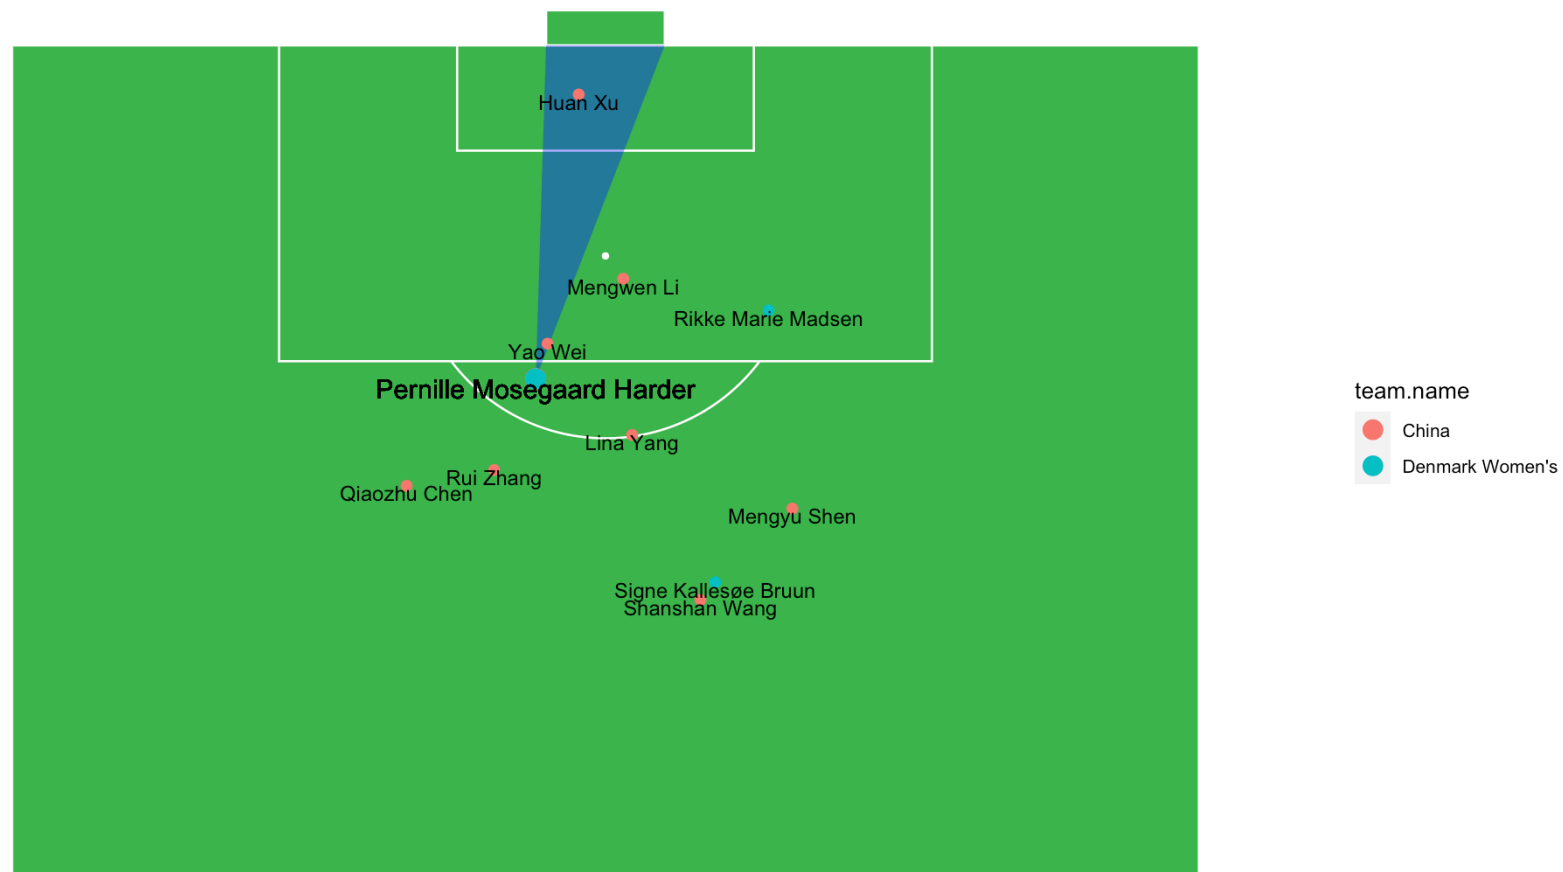 Huan Xu
Mengwen Li
Rikke Marie Madsen
Yao Wei
Pernille Mosegaard Harder
Lina Yang
Rui Zhang
Qiaozhu Chen
Mengyu Shen
Signe Kallesøe Bruun
Shanshan Wang
team.name
China
Denmark Women's